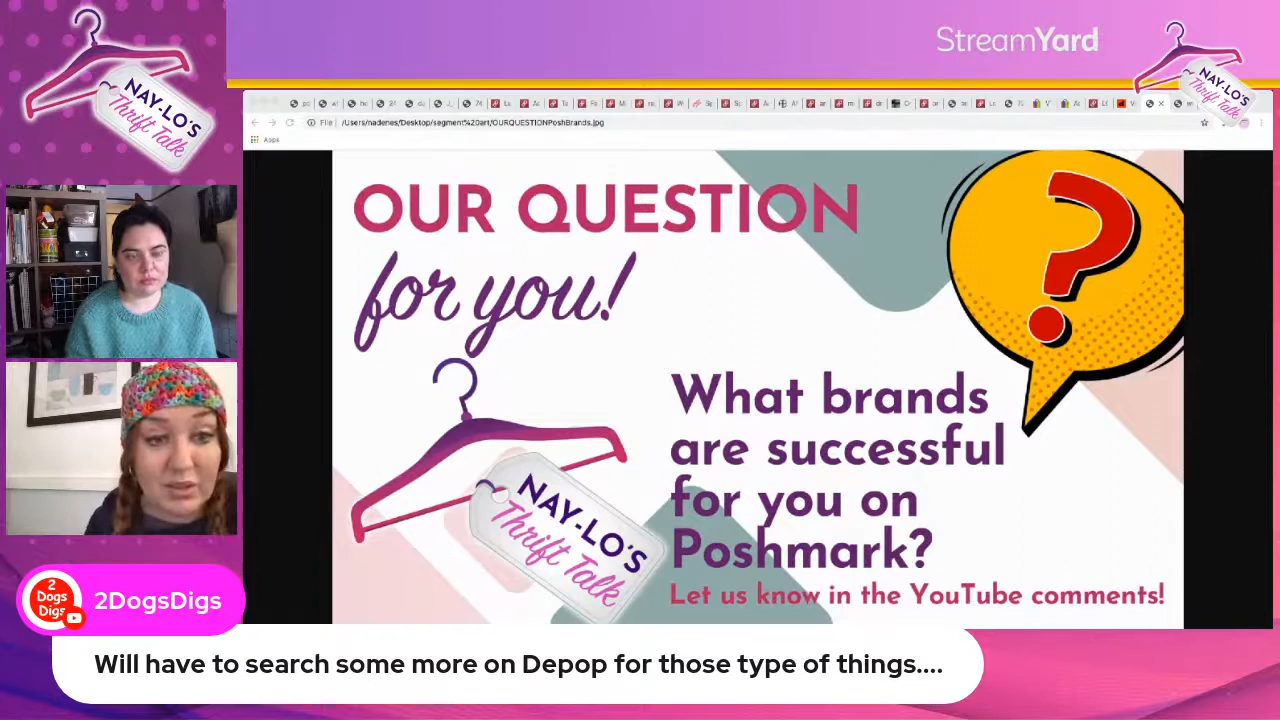 NAY-LO'S
Thrift Talk
StreamYard
NAY-LO'S
Thrift Talk
File
/Users/nadenes/Desktop/segment%20art/OURQUESTIONPoshBrands.jpg
Apps
OUR QUESTION
for you!
?
What brands
are successful
for you on
Poshmark?
Let us know in the YouTube comments!
NAY-LO'S
Thrift Talk
2
Dogs
Digs
2DogsDigs
Will have to search some more on Depop for those type of things....